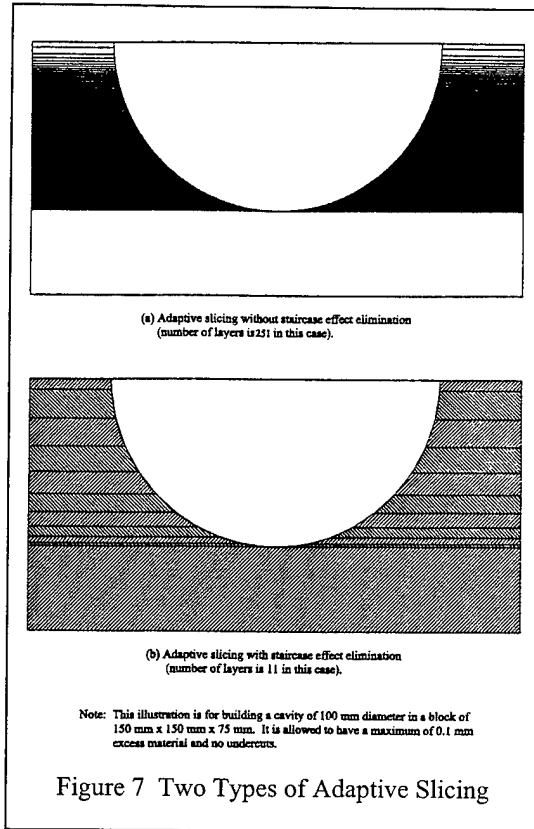 (a) Adaptive slicing without staircase effect elimination
(number of layers is 251 in this case).
(b) Adaptive slicing with staircase effect elimination
(number of layers is 11 in this case).
Note: This illustration is for building a cavity of 100 mm diameter in a block of
150 mm x 150 mm x 75 mm. It is allowed to have a maximum of 0.1 mm
excess material and no undercuts.
Figure 7 Two Types of Adaptive Slicing